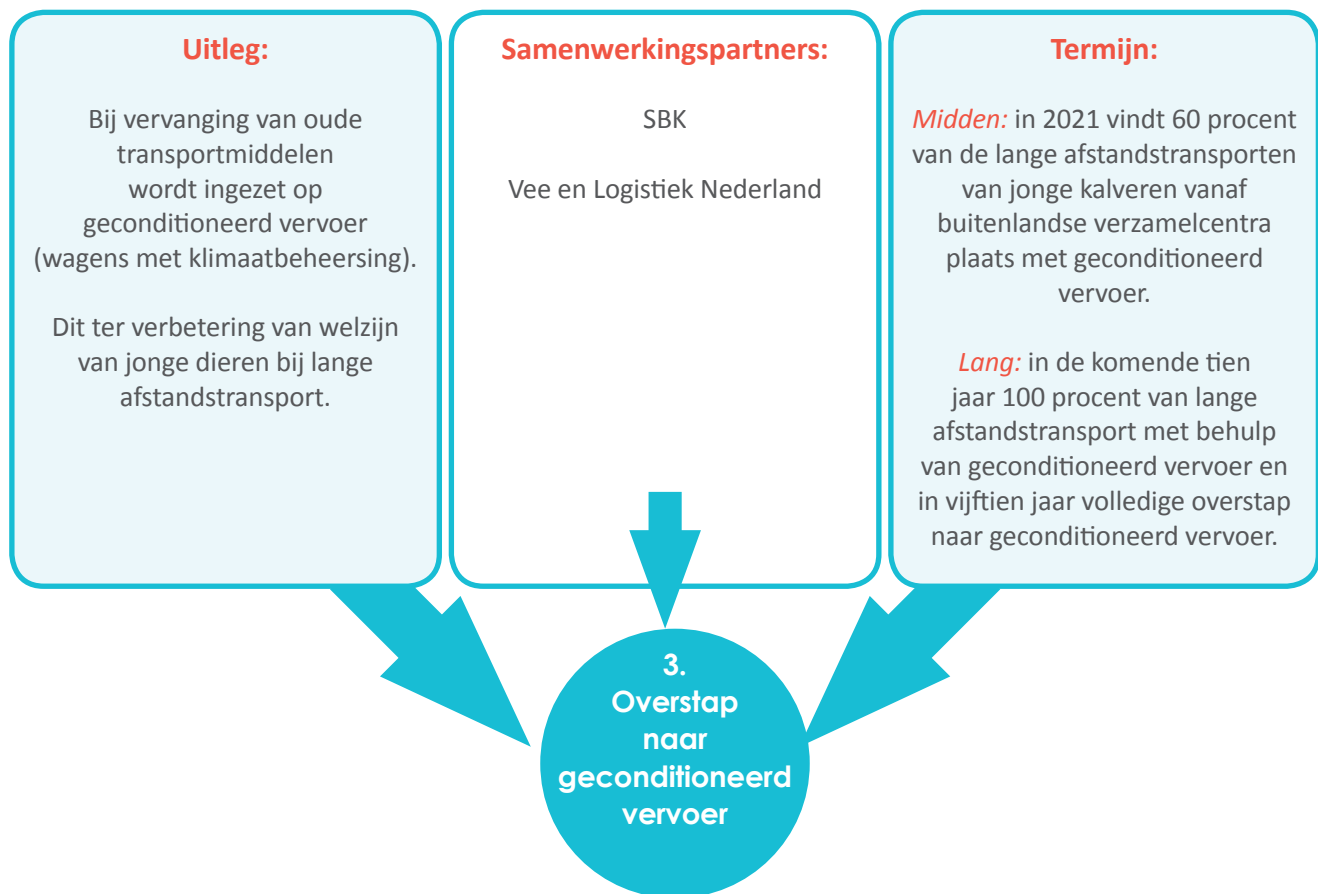 Uitleg:
Bij vervanging van oude
transportmiddelen
wordt ingezet op
geconditioneerd vervoer
(wagens met klimaatbeheersing).
Dit ter verbetering van welzijn
van jonge dieren bij lange
afstandstransport.
Samenwerkingspartners:
SBK
Vee en Logistiek Nederland
Termijn:
Midden: in 2021 vindt 60 procent
van de lange afstandstransporten
van jonge kalveren vanaf
buitenlandse verzamelcentra
plaats met geconditioneerd
vervoer.
Lang: in de komende tien
jaar 100 procent van lange
afstandstransport met behulp
van geconditioneerd vervoer en
in vijftien jaar volledige overstap
naar geconditioneerd vervoer.
3.
Overstap
naar
geconditioneerd
vervoer